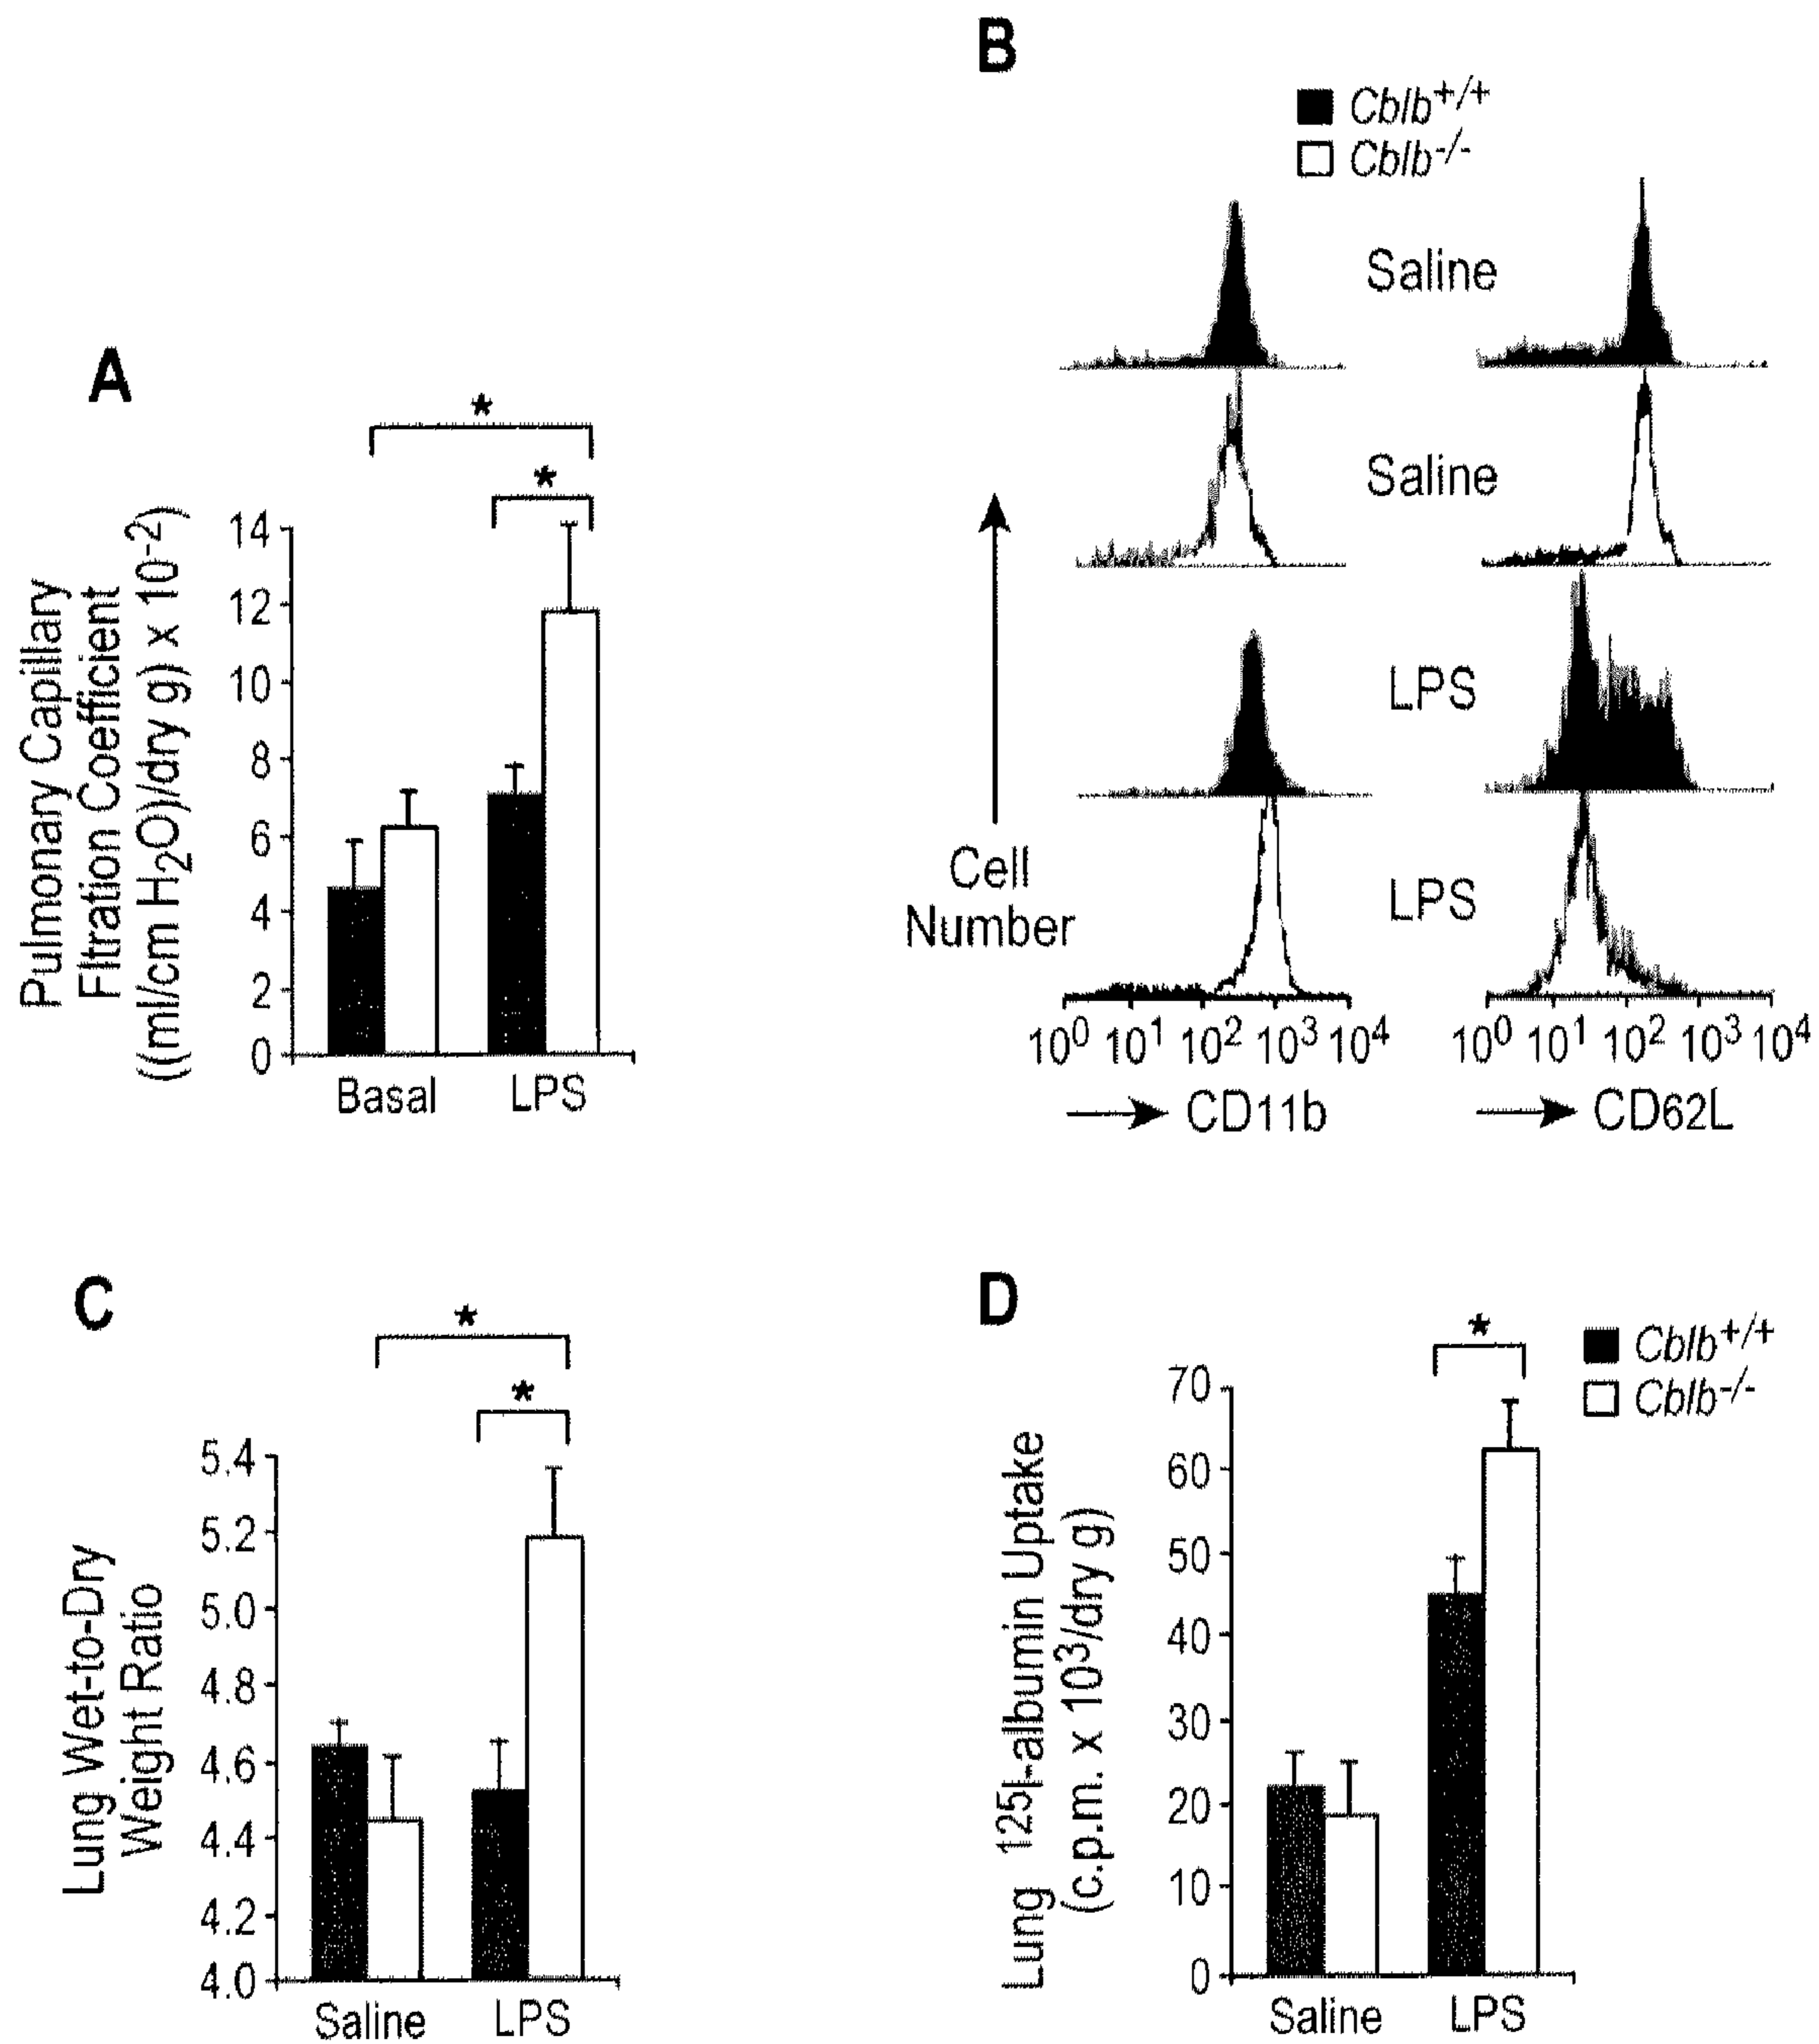 A
*
*
Pulmonary Capillary
Fltration Coefficient
((ml/cm H₂O)/dry g) x 10⁻²)
14
12
10
8
6
4
2
0
Basal LPS
B
Cblb+/+
Cblb-/-
Saline
Saline
LPS
LPS
Cell
Number
10⁰ 10¹ 10² 10³ 10⁴
CD11b
10⁰ 10¹ 10² 10³ 10⁴
CD62L
C
*
*
Lung Wet-to-Dry
Weight Ratio
5.4
5.2
5.0
4.8
4.6
4.4
4.2
4.0
Saline LPS
D
*
Cblb+/+
Cblb-/-
Lung ¹²⁵I-albumin Uptake
(c.p.m. x 10³/dry g)
70
60
50
40
30
20
10
0
Saline LPS